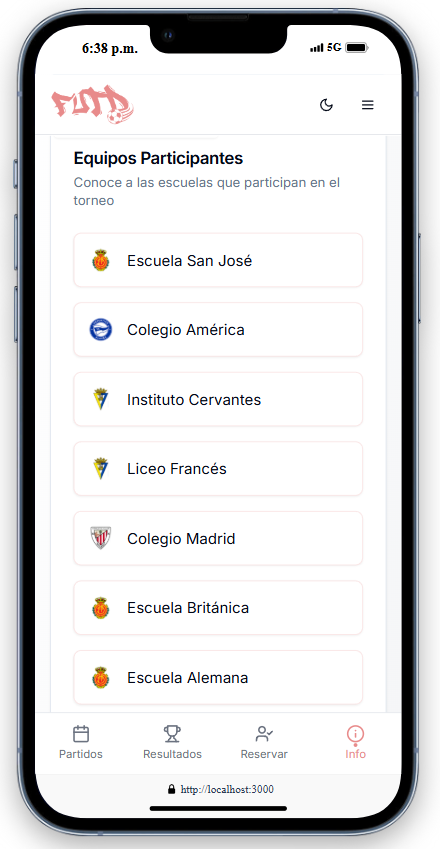 6:38 p.m.
5G
FUTD
Equipos Participantes
Conoce a las escuelas que participan en el
torneo
Escuela San José
Colegio América
Instituto Cervantes
Liceo Francés
Colegio Madrid
Escuela Británica
Escuela Alemana
Partidos
Resultados
Reservar
Info
http://localhost:3000